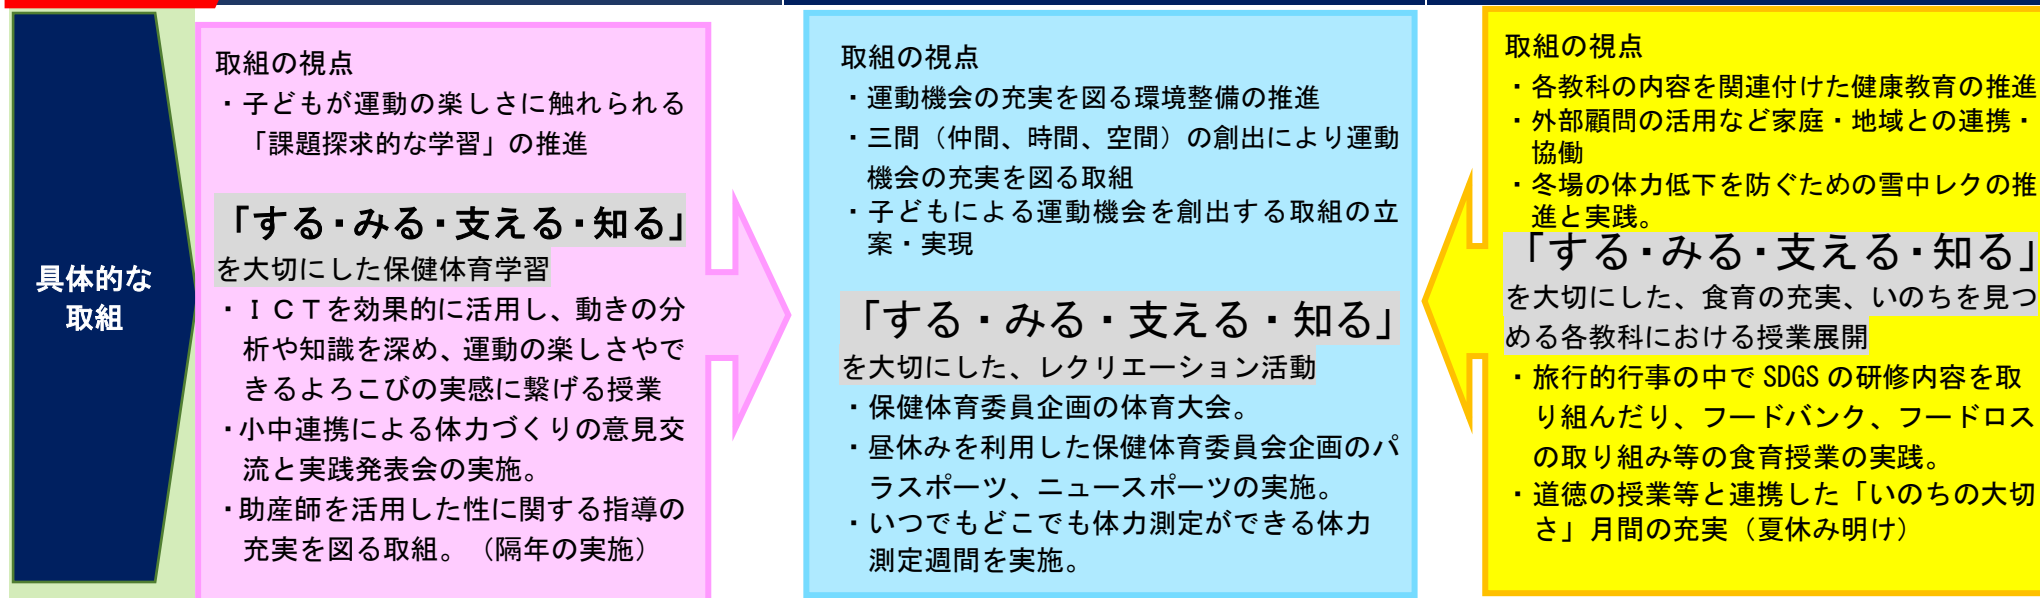 具体的な
取組
取組の視点
・子どもが運動の楽しさに触れられる
「課題探求的な学習」の推進
「する・みる・支える・知る」
を大切にした保健体育学習
・ＩＣＴを効果的に活用し、動きの分
析や知識を深め、運動の楽しさやで
きるよろこびの実感に繋げる授業
・小中連携による体力づくりの意見交
流と実践発表会の実施。
・助産師を活用した性に関する指導の
充実を図る取組。（隔年の実施）
取組の視点
・運動機会の充実を図る環境整備の推進
・三間（仲間、時間、空間）の創出により運動
機会の充実を図る取組
・子どもによる運動機会を創出する取組の立
案・実現
「する・みる・支える・知る」
を大切にした、レクリエーション活動
・保健体育委員企画の体育大会。
・昼休みを利用した保健体育委員会企画のパ
ラスポーツ、ニュースポーツの実施。
・いつでもどこでも体力測定ができる体力
測定週間を実施。
取組の視点
・各教科の内容を関連付けた健康教育の推進
・外部顧問の活用など家庭・地域との連携・
協働
・冬場の体力低下を防ぐための雪中レクの推
進と実践。
「する・みる・支える・知る」
を大切にした、食育の充実、いのちを見つ
める各教科における授業展開
・旅行的行事の中で SDGS の研修内容を取
り組んだり、フードバンク、フードロス
の取り組み等の食育授業の実践。
・道徳の授業等と連携した「いのちの大切
さ」月間の充実（夏休み明け）